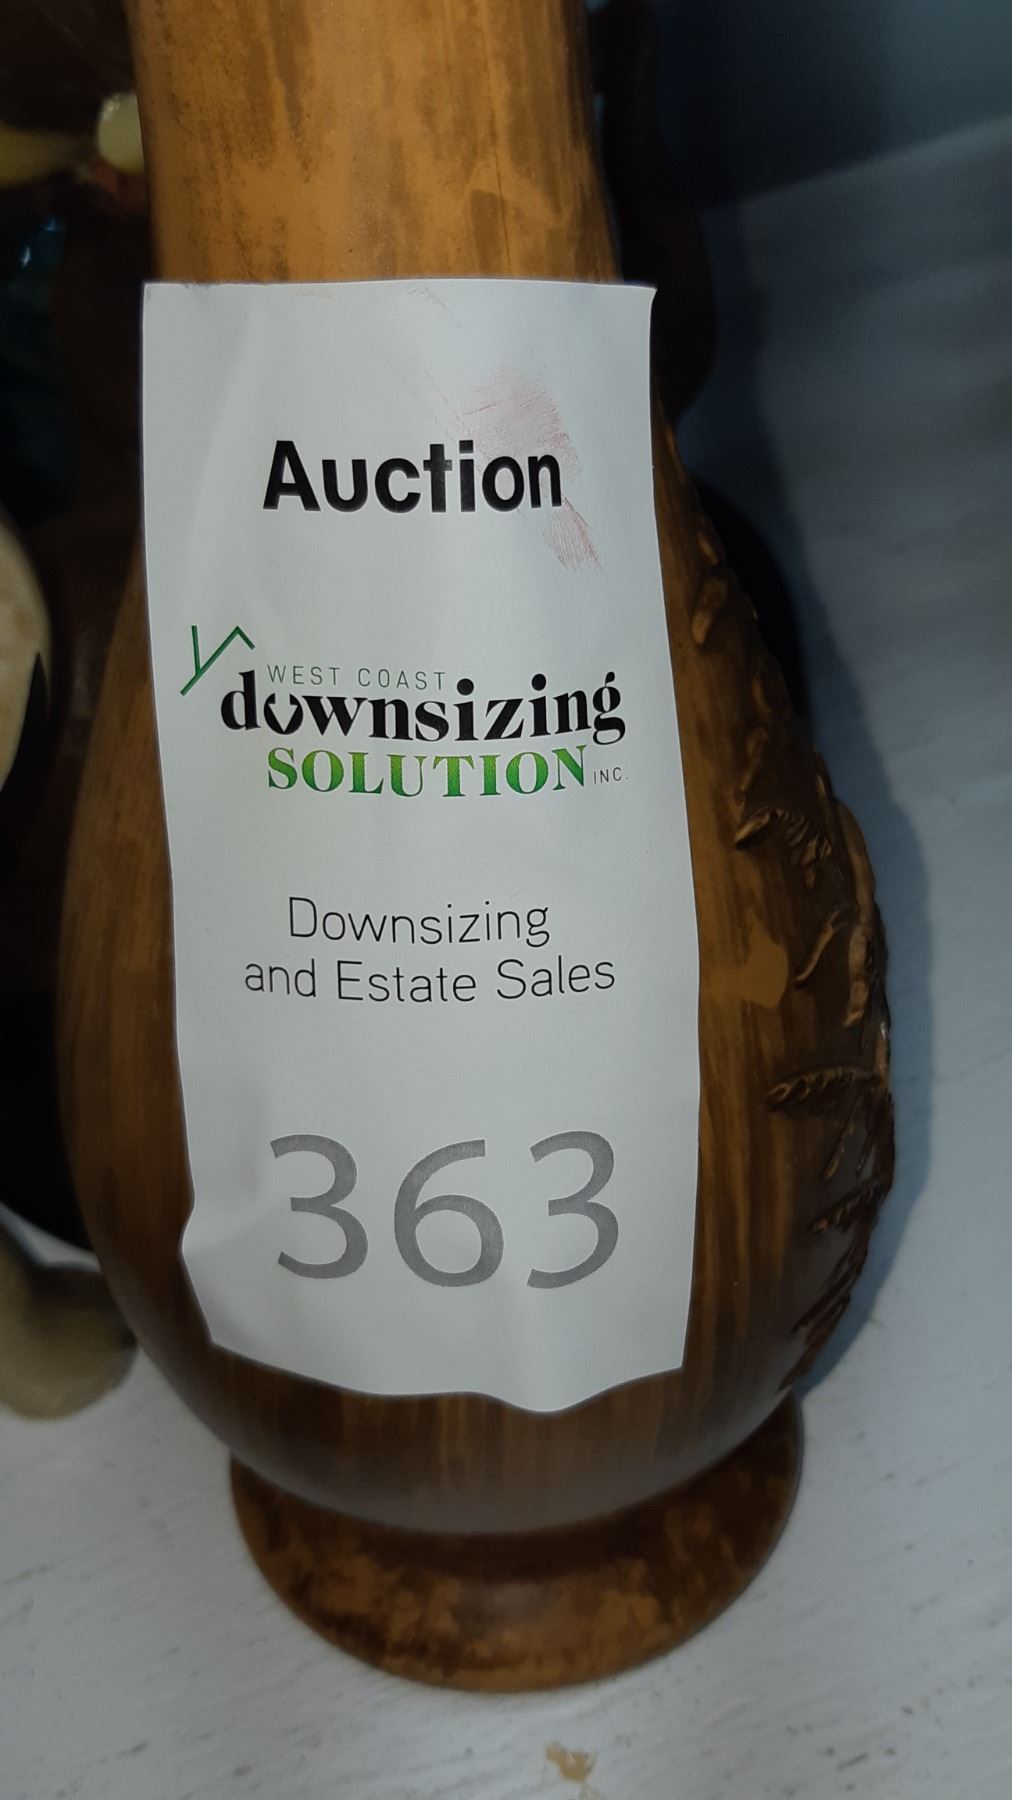 Auction
WEST COAST
downsizing
SOLUTION INC.
Downsizing
and Estate Sales
363